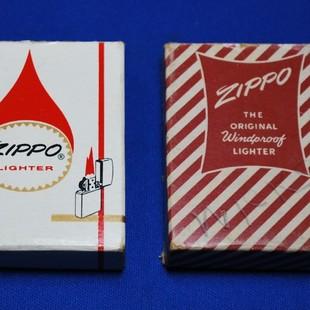 ZIPPO®
LIGHTER
ZIPPO
THE
ORIGINAL
Windproof
LIGHTER